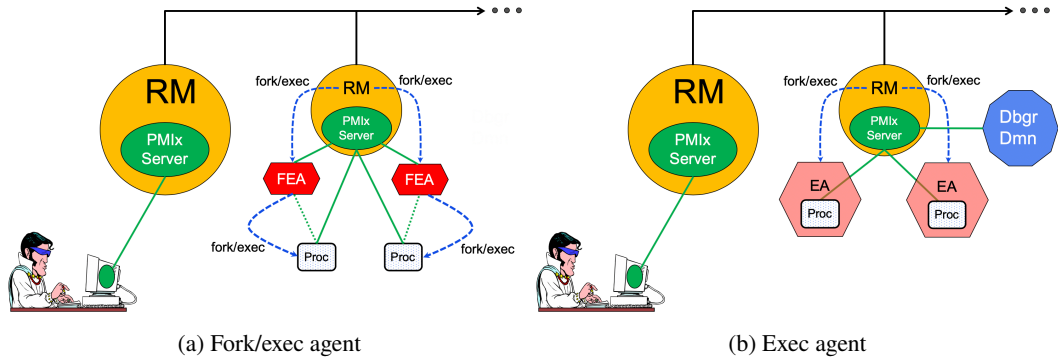 RM
PMIx
Server
fork/exec
fork/exec
RM
PMIx
Server
FEA
FEA
fork/exec
Proc
Proc
fork/exec
(a) Fork/exec agent
RM
PMIx
Server
fork/exec
fork/exec
RM
PMIx
Server
Dbgr
Dmn
EA
Proc
EA
Proc
(b) Exec agent